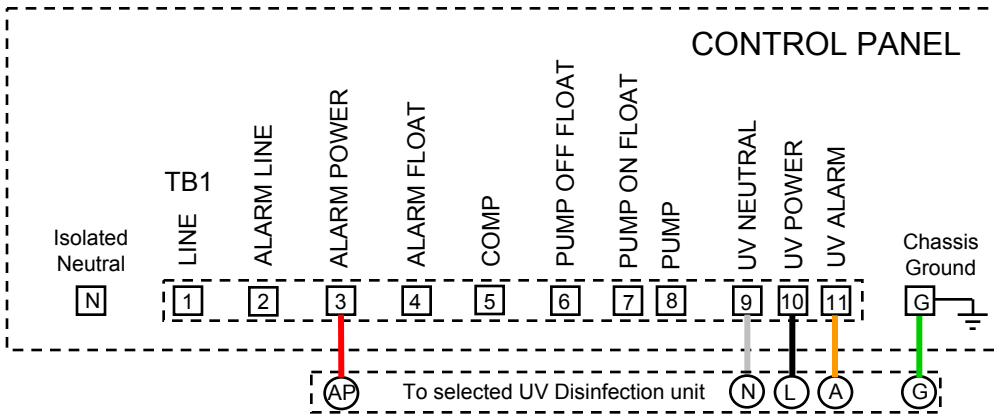 CONTROL PANEL
TB1
LINE
ALARM LINE
ALARM POWER
ALARM FLOAT
COMP
PUMP OFF FLOAT
PUMP ON FLOAT
PUMP
UV NEUTRAL
UV POWER
UV ALARM
Isolated
Neutral
Chassis
Ground
N
1
2
3
4
5
6
7
8
9
10
11
G
AP
To selected UV Disinfection unit
N
L
A
G